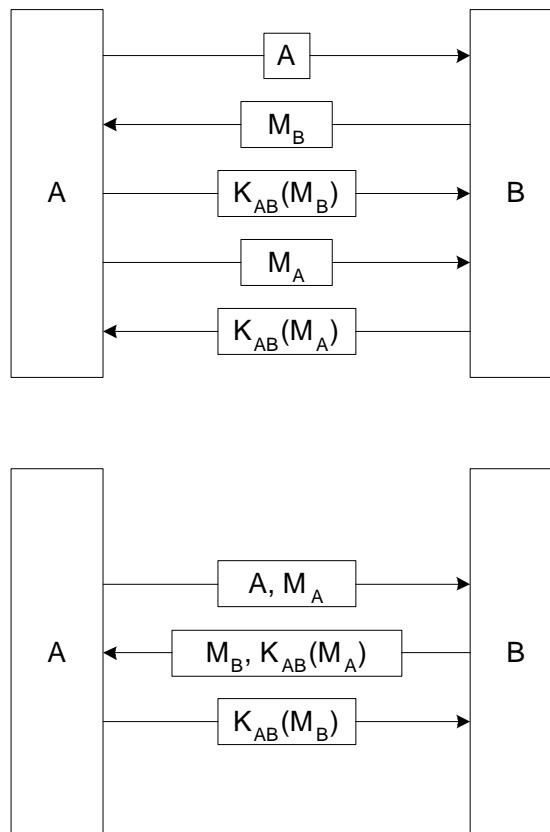 A
M_B
A
K_AB(M_B)
B
M_A
K_AB(M_A)
A, M_A
A
M_B, K_AB(M_A)
B
K_AB(M_B)